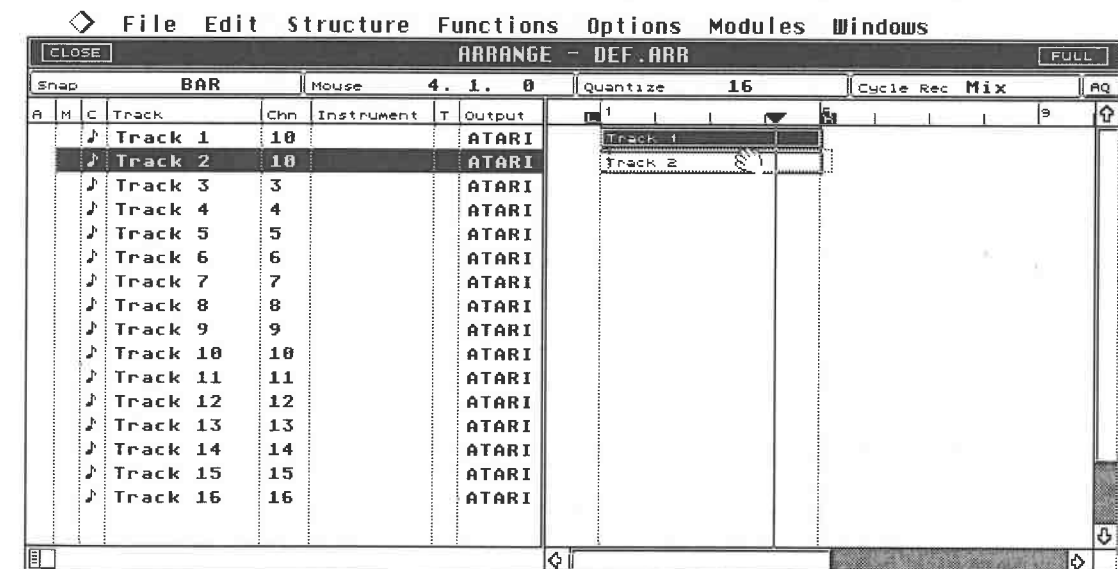 File Edit Structure Functions Options Modules Windows
CLOSE ARRANGE - DEF.ARR FULL
Snap BAR Mouse 4. 1. 0 Quantize 16 Cycle Rec Mix AQ
A M C Track Chn Instrument T Output 1 5 9
Track 1 10 ATARI Track 1
Track 2 10 ATARI Track 2
Track 3 3 ATARI
Track 4 4 ATARI
Track 5 5 ATARI
Track 6 6 ATARI
Track 7 7 ATARI
Track 8 8 ATARI
Track 9 9 ATARI
Track 10 10 ATARI
Track 11 11 ATARI
Track 12 12 ATARI
Track 13 13 ATARI
Track 14 14 ATARI
Track 15 15 ATARI
Track 16 16 ATARI